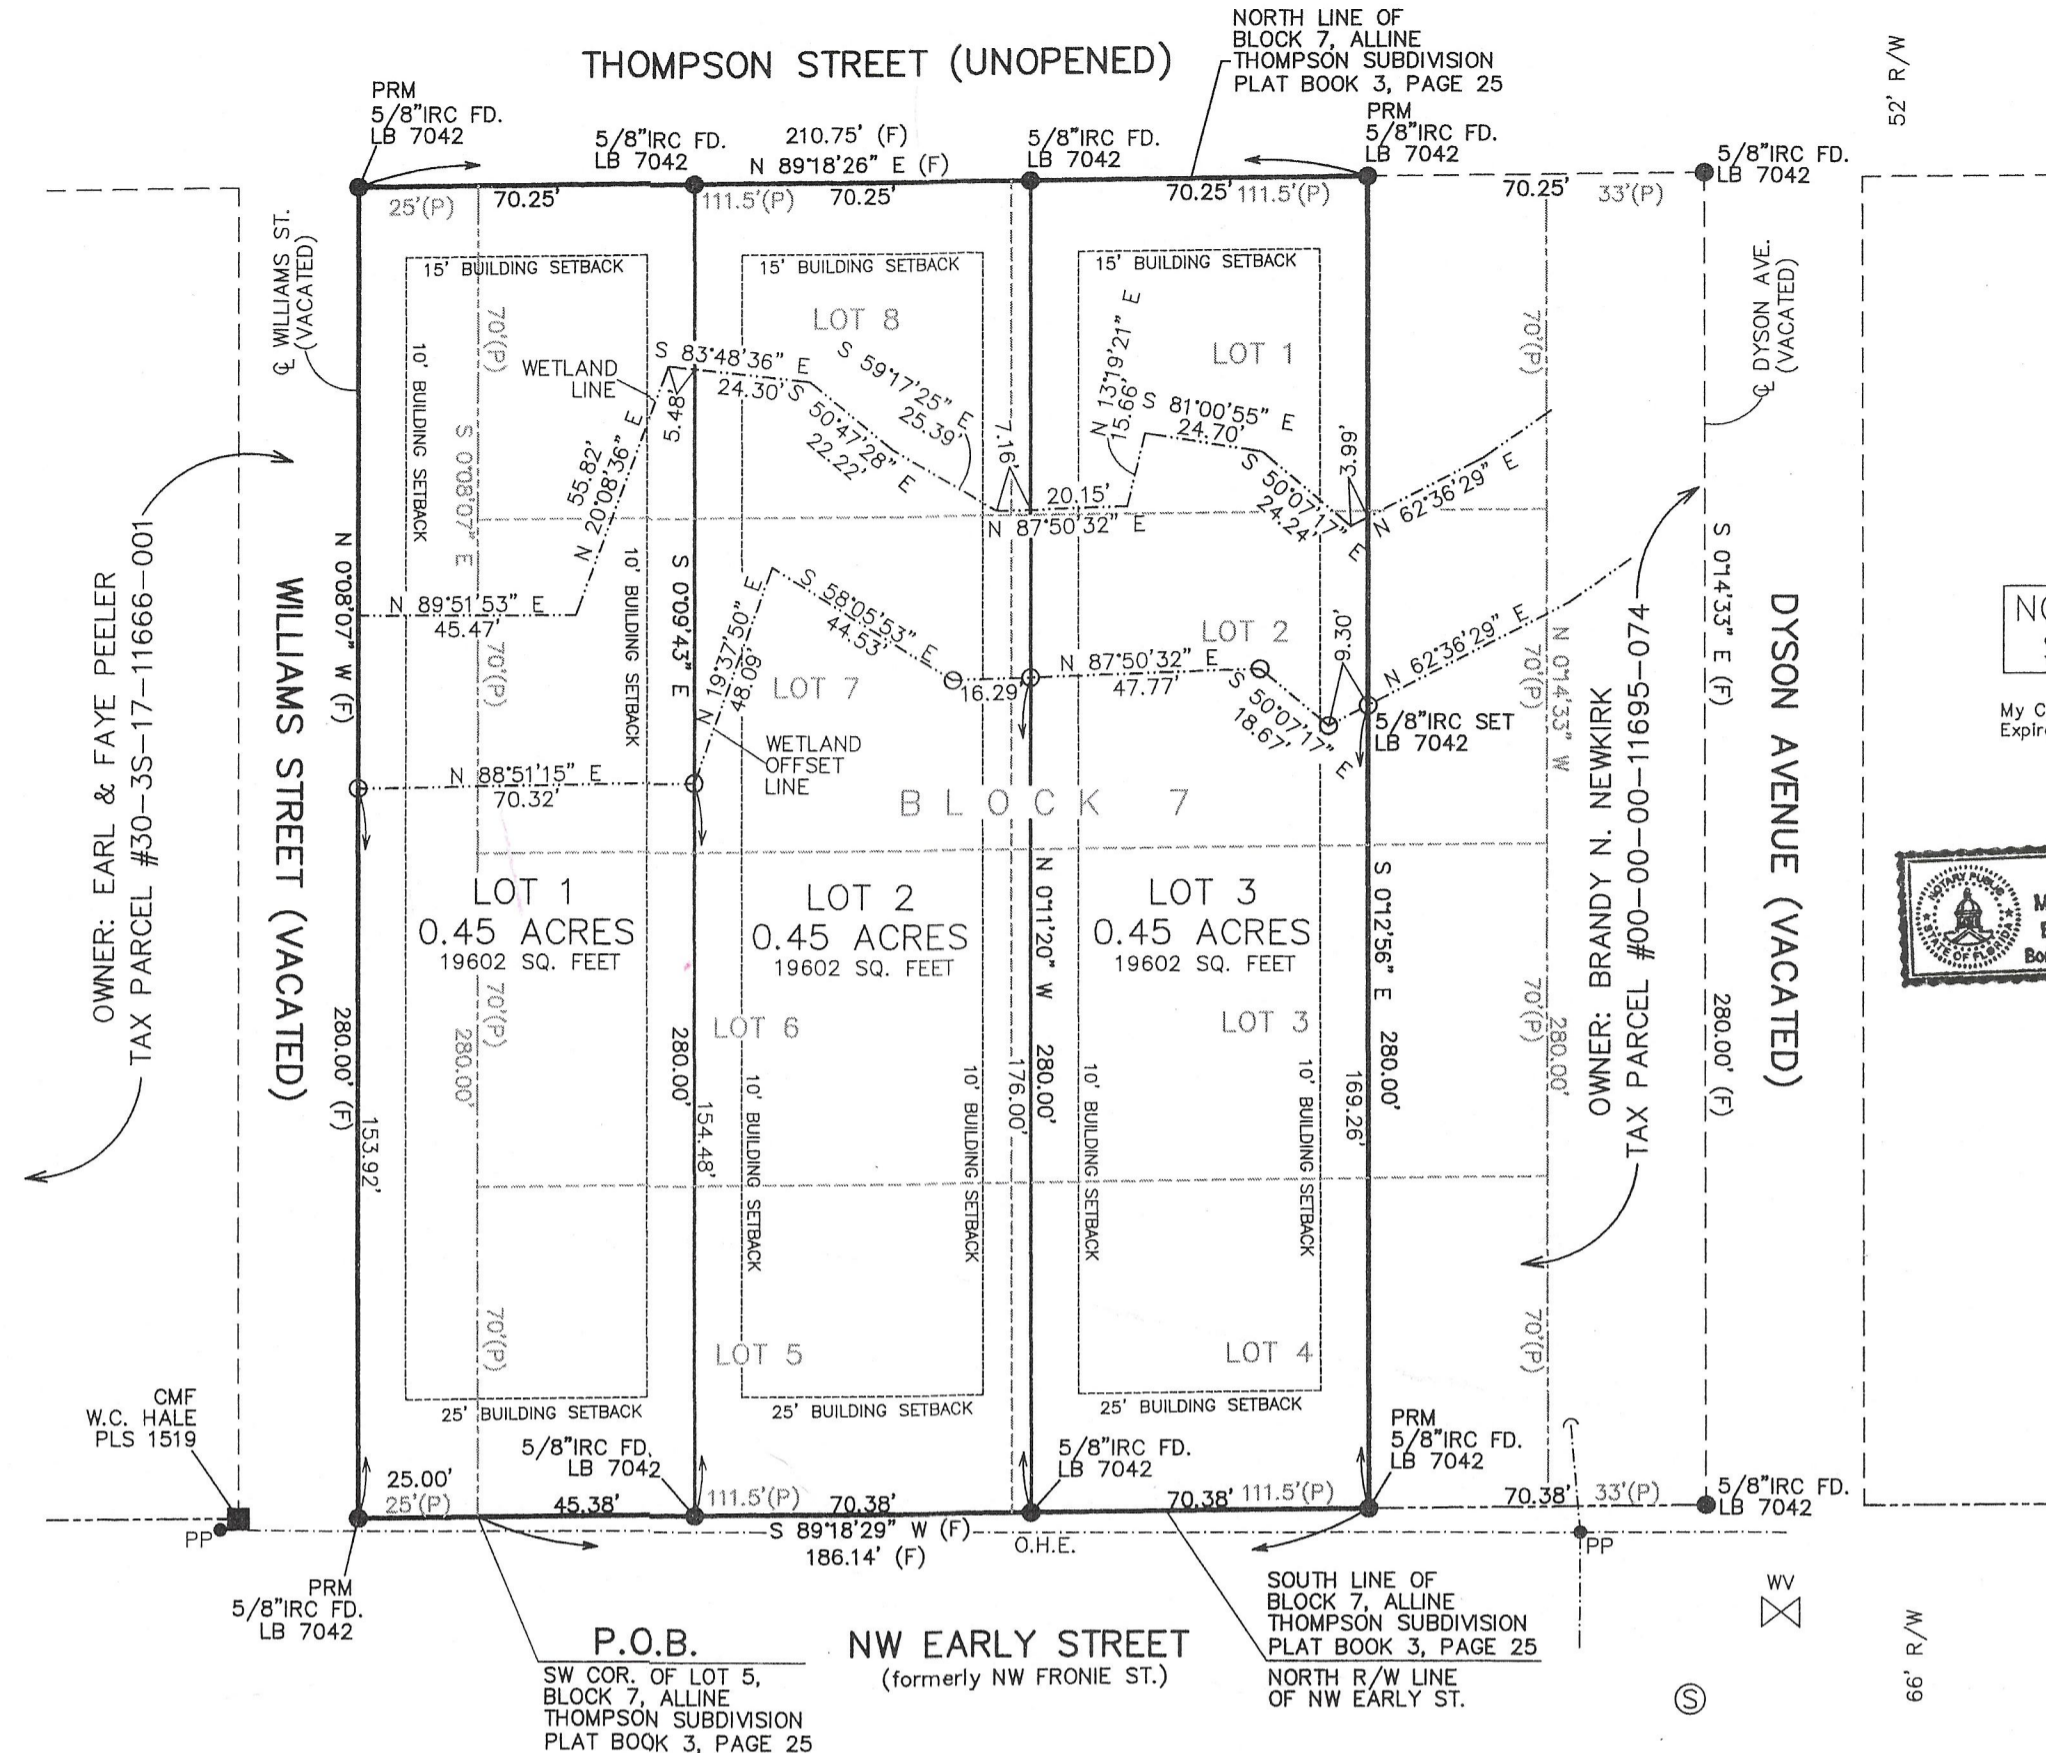 THOMPSON STREET (UNOPENED)
NORTH LINE OF
BLOCK 7, ALLINE
THOMPSON SUBDIVISION
PLAT BOOK 3, PAGE 25
52' R/W
PRM
5/8"IRC FD.
LB 7042
5/8"IRC FD.
LB 7042
210.75' (F)
N 89°18'26" E (F)
5/8"IRC FD.
LB 7042
PRM
5/8"IRC FD.
LB 7042
5/8"IRC FD.
LB 7042
25'(P)
70.25'
111.5'(P)
70.25'
70.25'
111.5'(P)
70.25'
33'(P)
℄ WILLIAMS ST.
(VACATED)
℄ DYSON AVE.
(VACATED)
15' BUILDING SETBACK
15' BUILDING SETBACK
15' BUILDING SETBACK
10' BUILDING SETBACK
70'(P)
LOT 8
LOT 1
70'(P)
WETLAND
LINE
S 83°48'36" E
24.30'
5.48'
S 59°17'25" E
25.39'
S 50°47'28" E
22.22'
7.16'
N 13°19'21" E
15.66'
S 81°00'55" E
24.70'
S 50°07'17" E
24.24'
3.99'
N 62°36'29" E
20.15'
N 87°50'32" E
N 20°08'36" E
55.82'
S 0°08'07" E
N 89°51'53" E
45.47'
N 0°08'07" W (F)
10' BUILDING SETBACK
S 0°09'43" E
N 19°37'50" E
48.09'
S 58°05'53" E
44.53'
LOT 7
16.29'
LOT 2
N 87°50'32" E
47.77'
S 50°07'17" E
18.67'
9.30'
N 62°36'29" E
5/8"IRC SET
LB 7042
70'(P)
70'(P)
N 0°14'33" W
S 0°14'33" E (F)
WETLAND
OFFSET
LINE
N 88°51'15" E
70.32'
BLOCK 7
OWNER: EARL & FAYE PEELER
TAX PARCEL #30-3S-17-11666-001
WILLIAMS STREET (VACATED)
OWNER: BRANDY N. NEWKIRK
TAX PARCEL #00-00-00-11695-074
DYSON AVENUE (VACATED)
My C
Expir
NOTARY PUBLIC
STATE OF FLORIDA
LOT 1
0.45 ACRES
19602 SQ. FEET
LOT 2
0.45 ACRES
19602 SQ. FEET
LOT 3
0.45 ACRES
19602 SQ. FEET
N 0°11'20" W
S 0°12'56" E
280.00' (F)
153.92'
70'(P)
280.00'
280.00'
154.48'
LOT 6
176.00'
280.00'
LOT 3
169.26'
280.00'
70'(P)
280.00'
280.00' (F)
10' BUILDING SETBACK
10' BUILDING SETBACK
10' BUILDING SETBACK
10' BUILDING SETBACK
70'(P)
LOT 5
LOT 4
70'(P)
25' BUILDING SETBACK
25' BUILDING SETBACK
25' BUILDING SETBACK
CMF
W.C. HALE
PLS 1519
5/8"IRC FD.
LB 7042
5/8"IRC FD.
LB 7042
PRM
5/8"IRC FD.
LB 7042
5/8"IRC FD.
LB 7042
25.00'
25'(P)
45.38'
111.5'(P)
70.38'
70.38'
111.5'(P)
70.38'
33'(P)
PP
S 89°18'29" W (F)
186.14' (F)
O.H.E.
PP
PRM
5/8"IRC FD.
LB 7042
P.O.B.
SW COR. OF LOT 5,
BLOCK 7, ALLINE
THOMPSON SUBDIVISION
PLAT BOOK 3, PAGE 25
NW EARLY STREET
(formerly NW FRONIE ST.)
SOUTH LINE OF
BLOCK 7, ALLINE
THOMPSON SUBDIVISION
PLAT BOOK 3, PAGE 25
NORTH R/W LINE
OF NW EARLY ST.
WV
S
66' R/W